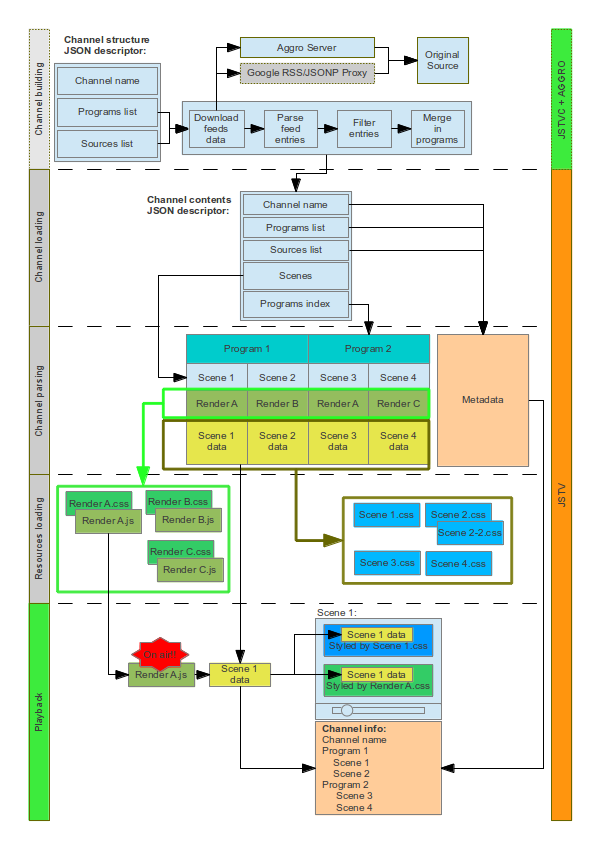 Channel structure
JSON descriptor:
Channel name
Programs list
Sources list
Aggro Server
Google RSS/JSONP Proxy
Original
Source
Download
feeds
data
Parse
feed
entries
Filter
entries
Merge
in
programs
Channel building
JSTVC + AGGRO
Channel contents
JSON descriptor:
Channel name
Programs list
Sources list
Scenes
Programs index
Channel loading
Program 1
Program 2
Scene 1
Scene 2
Scene 3
Scene 4
Render A
Render B
Render A
Render C
Scene 1
data
Scene 2
data
Scene 3
data
Scene 4
data
Metadata
Channel parsing
JSTV
Render A.css
Render A.js
Render B.css
Render B.js
Render C.css
Render C.js
Scene 1.css
Scene 2.css
Scene 2-2.css
Scene 3.css
Scene 4.css
Resources loading
Scene 1:
On air!!
Render A.js
Scene 1
data
Scene 1 data
Styled by Scene 1.css
Scene 1 data
Styled by Render A.css
Channel info:
Channel name
Program 1
Scene 1
Scene 2
Program 2
Scene 3
Scene 4
Playback